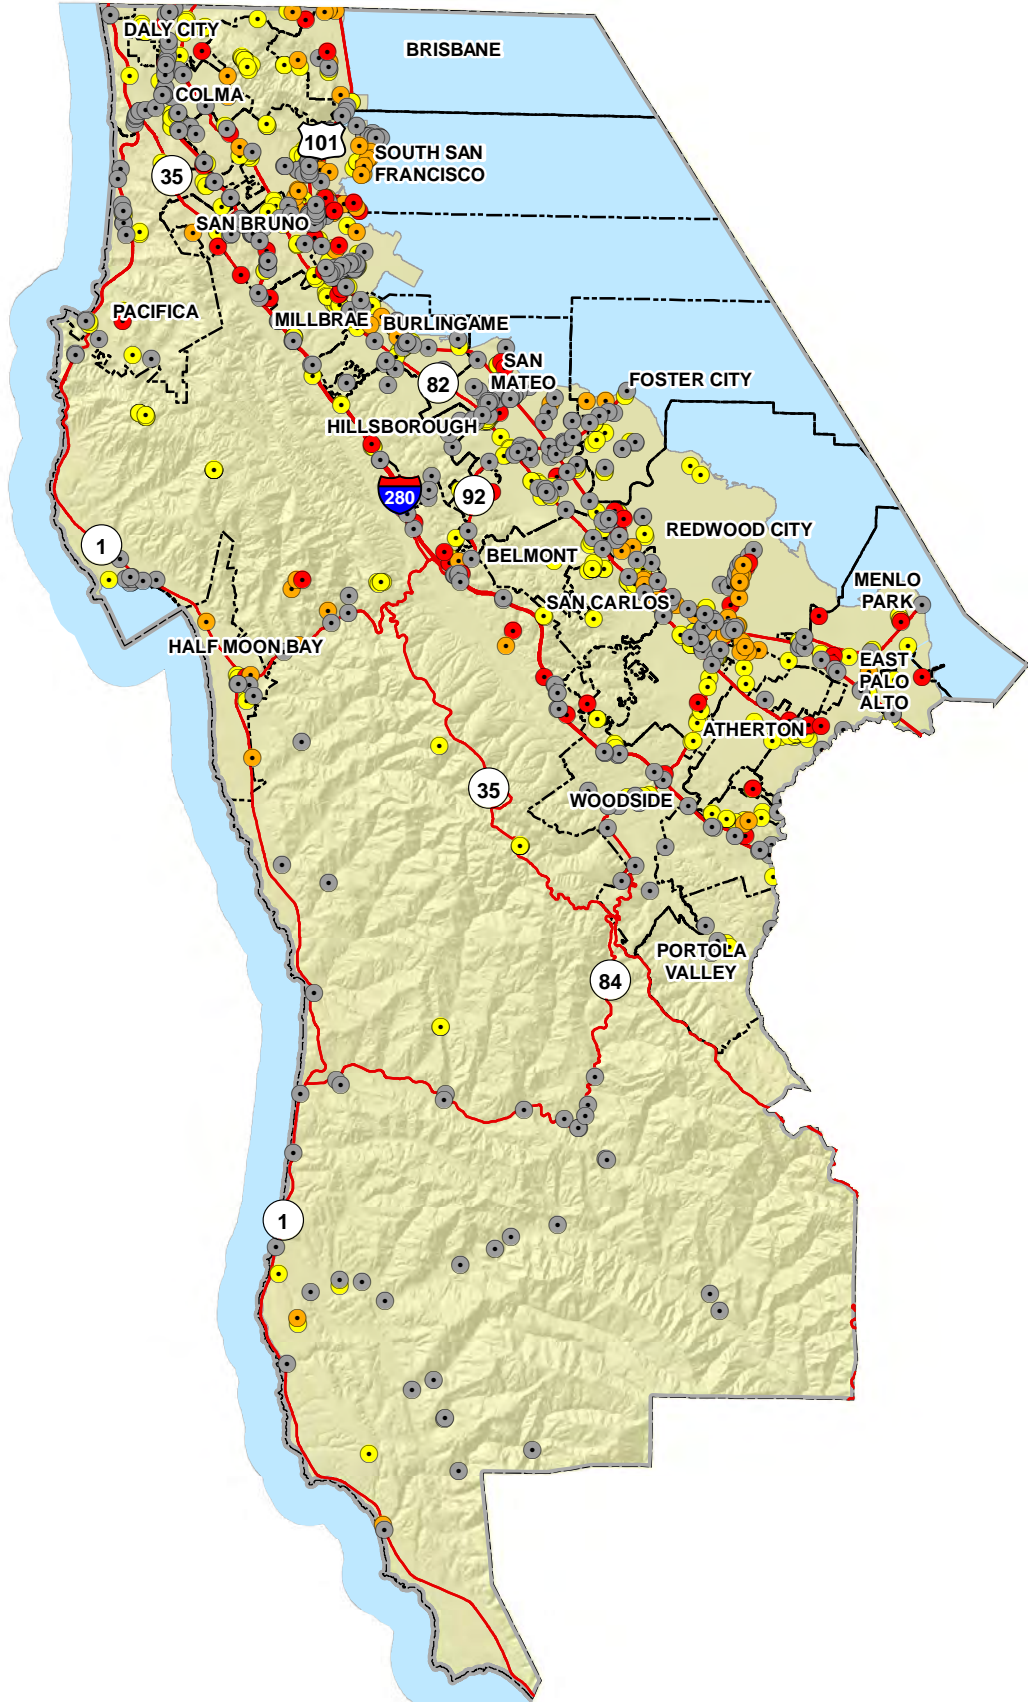 DALY CITY
BRISBANE
COLMA
101
SOUTH SAN
FRANCISCO
35
SAN BRUNO
PACIFICA
MILLBRAE
BURLINGAME
SAN
MATEO
82
FOSTER CITY
HILLSBOROUGH
280
92
REDWOOD CITY
1
BELMONT
MENLO
PARK
SAN CARLOS
HALF MOON BAY
EAST
PALO
ALTO
ATHERTON
35
WOODSIDE
PORTOLA
VALLEY
84
1